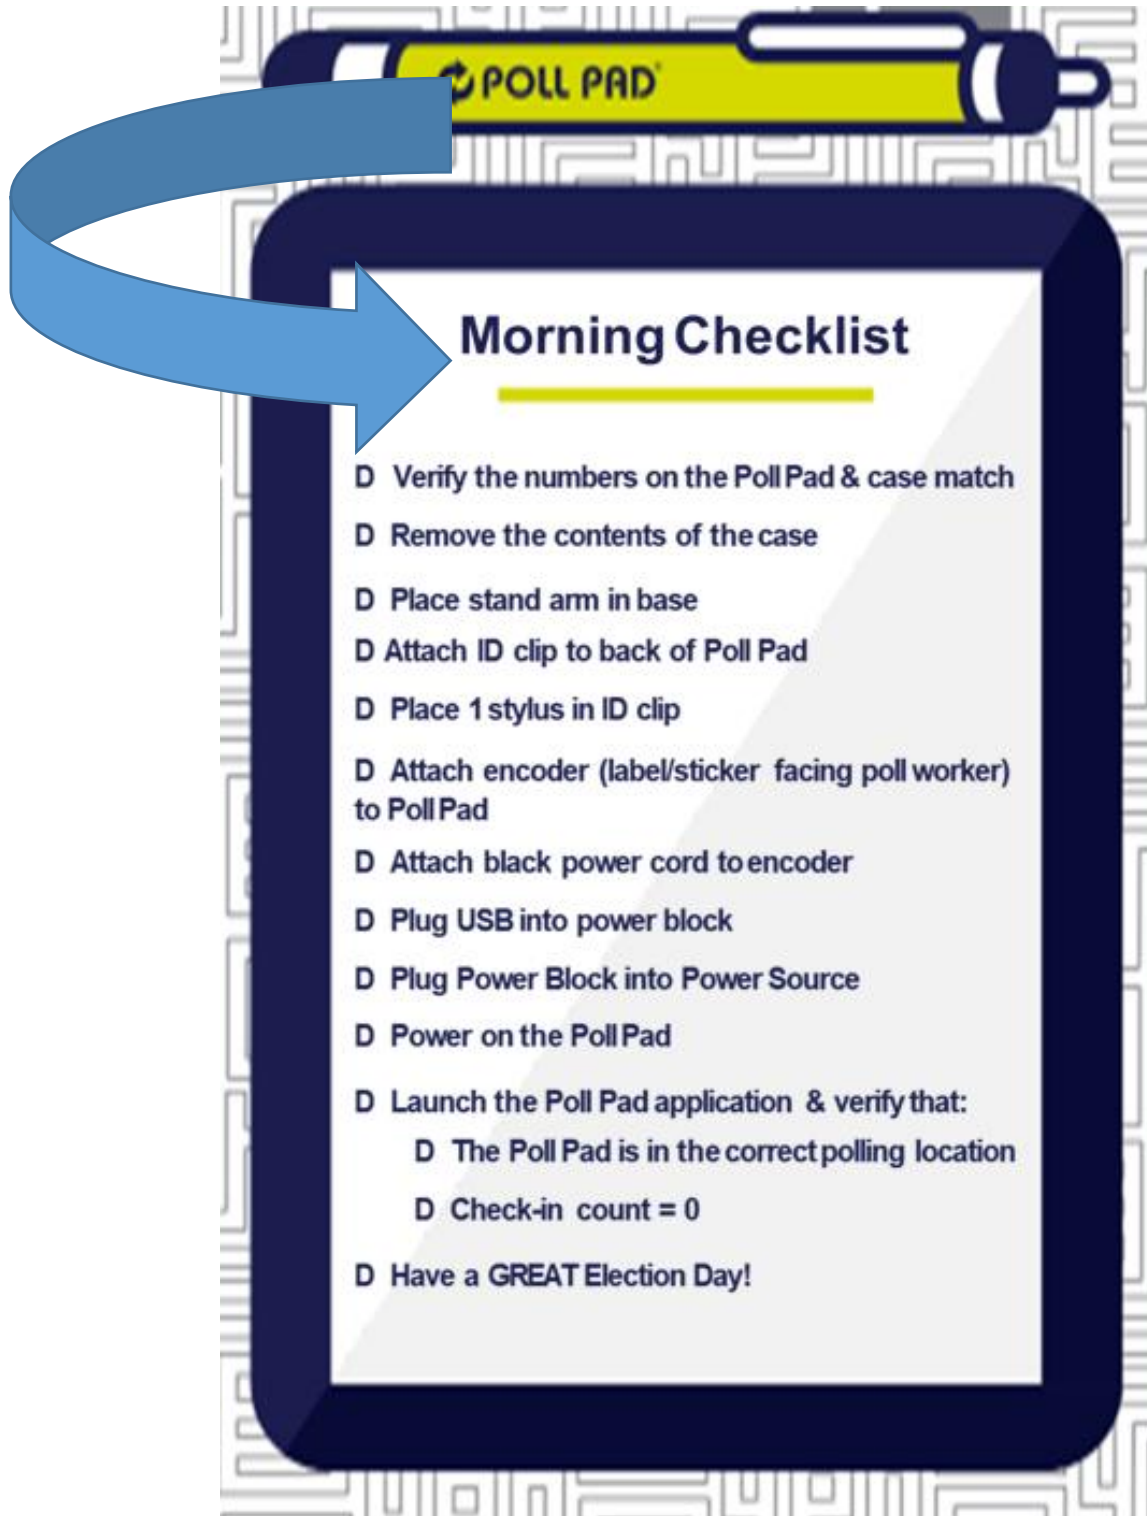 POLL PAD
Morning Checklist
D Verify the numbers on the Poll Pad & case match
D Remove the contents of the case
D Place stand arm in base
D Attach ID clip to back of Poll Pad
D Place 1 stylus in ID clip
D Attach encoder (label/sticker facing poll worker)
to Poll Pad
D Attach black power cord to encoder
D Plug USB into power block
D Plug Power Block into Power Source
D Power on the Poll Pad
D Launch the Poll Pad application & verify that:
D The Poll Pad is in the correct polling location
D Check-in count = 0
D Have a GREAT Election Day!